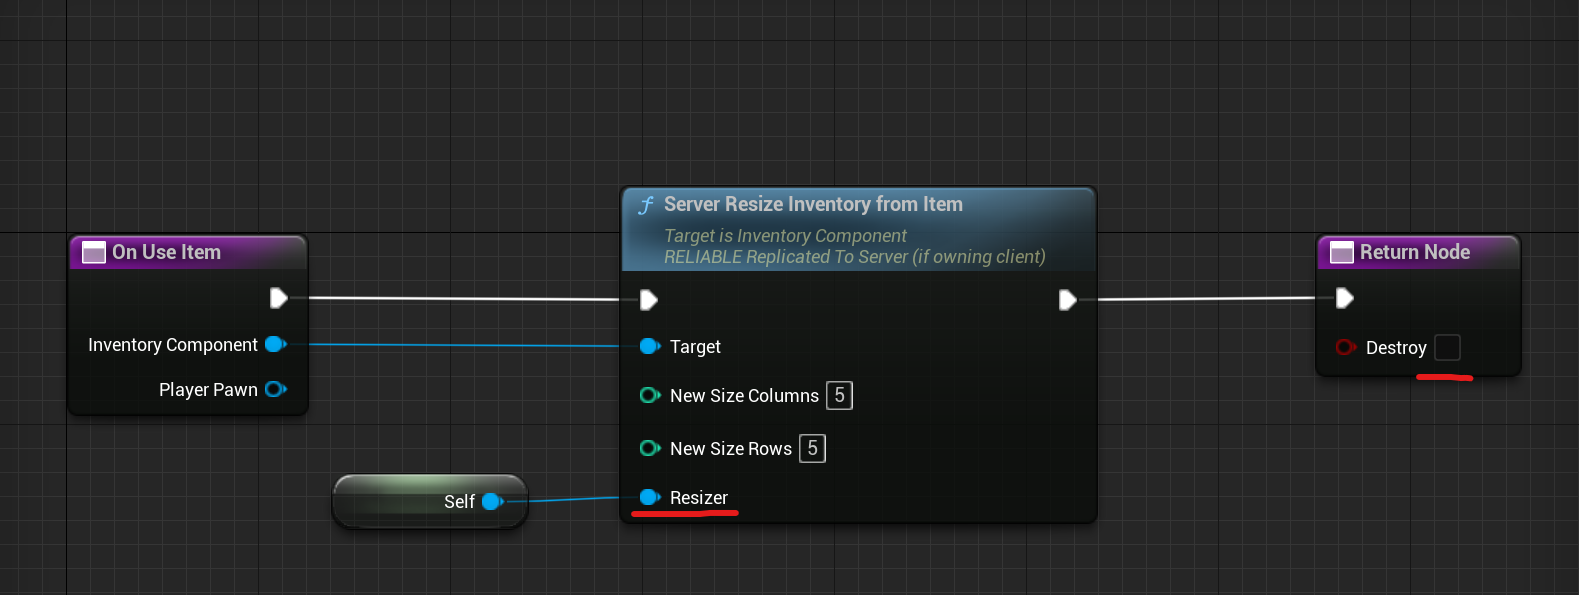 On Use Item
Inventory Component
Player Pawn
Self
Server Resize Inventory from Item
Target is Inventory Component
RELIABLE Replicated To Server (if owning client)
Target
New Size Columns 5
New Size Rows 5
Resizer
Return Node
Destroy